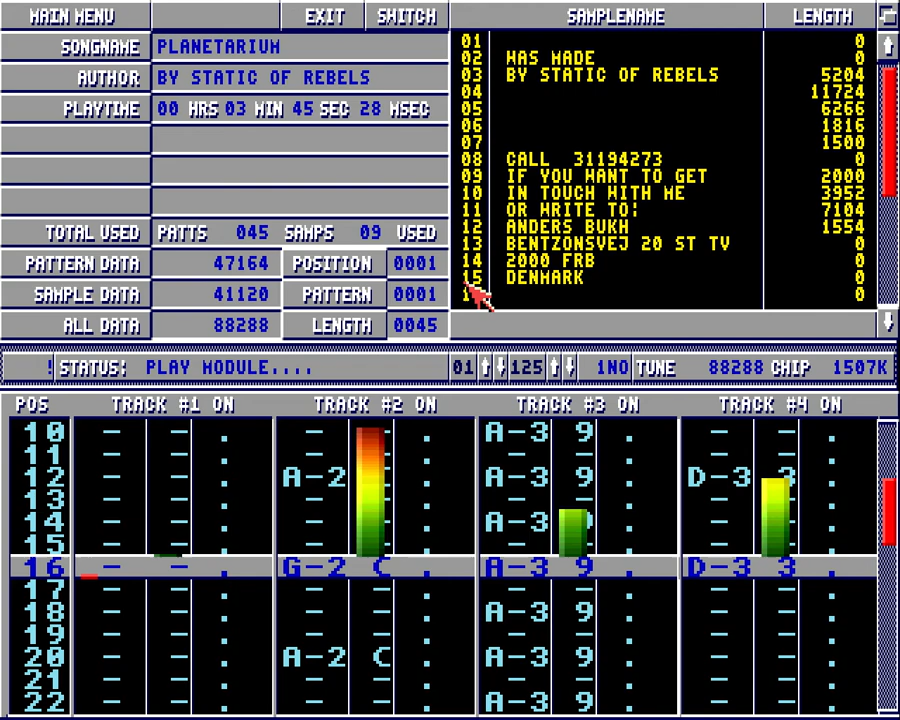 MAIN MENU EXIT SWITCH SAMPLENAME LENGTH
SONGNAME PLANETARIUM
AUTHOR BY STATIC OF REBELS
PLAYTIME 00 HRS 03 MIN 45 SEC 28 MSEC
TOTAL USED PATTS 045 SAMPS 09 USED
PATTERN DATA 47164 POSITION 0001
SAMPLE DATA 41120 PATTERN 0001
ALL DATA 88288 LENGTH 0045
01 0
02 WAS MADE 0
03 BY STATIC OF REBELS 5204
04 11724
05 6266
06 1816
07 1500
08 CALL 31194273 0
09 IF YOU WANT TO GET 2000
10 IN TOUCH WITH ME 3952
11 OR WRITE TO: 7104
12 ANDERS BUKH 1554
13 BENTZONSVEJ 20 ST TV 0
14 2000 FRB 0
15 DENMARK 0
0
! STATUS: PLAY MODULE.... 01 125 1NO TUNE 88288 CHIP 1507K
POS TRACK #1 ON TRACK #2 ON TRACK #3 ON TRACK #4 ON
10 - - . - . A-3 9 . - - .
11 - - . - . - - . - - .
12 - - . A-2 . A-3 9 . D-3 3 .
13 - - . - . - - . - .
14 - - . - . A-3 . - .
15 - - . - . - . - .
16 - - . G-2 C . A-3 9 . D-3 3 .
17 - - . - - . - - . - - .
18 - - . - - . A-3 9 . - - .
19 - - . - - . - - . - - .
20 - - . A-2 C . A-3 9 . - - .
21 - - . - - . - - . - - .
22 - - . - - . A-3 9 . - - .